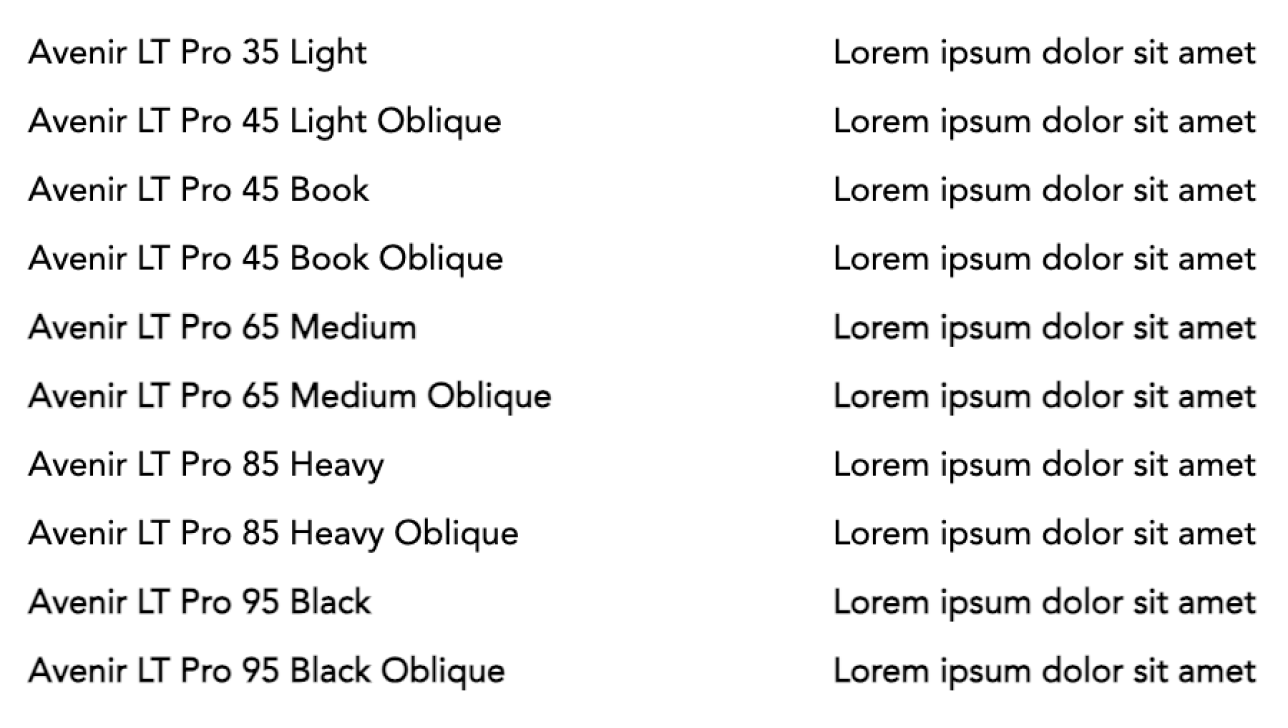 Avenir LT Pro 35 Light Lorem ipsum dolor sit amet
Avenir LT Pro 45 Light Oblique Lorem ipsum dolor sit amet
Avenir LT Pro 45 Book Lorem ipsum dolor sit amet
Avenir LT Pro 45 Book Oblique Lorem ipsum dolor sit amet
Avenir LT Pro 65 Medium Lorem ipsum dolor sit amet
Avenir LT Pro 65 Medium Oblique Lorem ipsum dolor sit amet
Avenir LT Pro 85 Heavy Lorem ipsum dolor sit amet
Avenir LT Pro 85 Heavy Oblique Lorem ipsum dolor sit amet
Avenir LT Pro 95 Black Lorem ipsum dolor sit amet
Avenir LT Pro 95 Black Oblique Lorem ipsum dolor sit amet